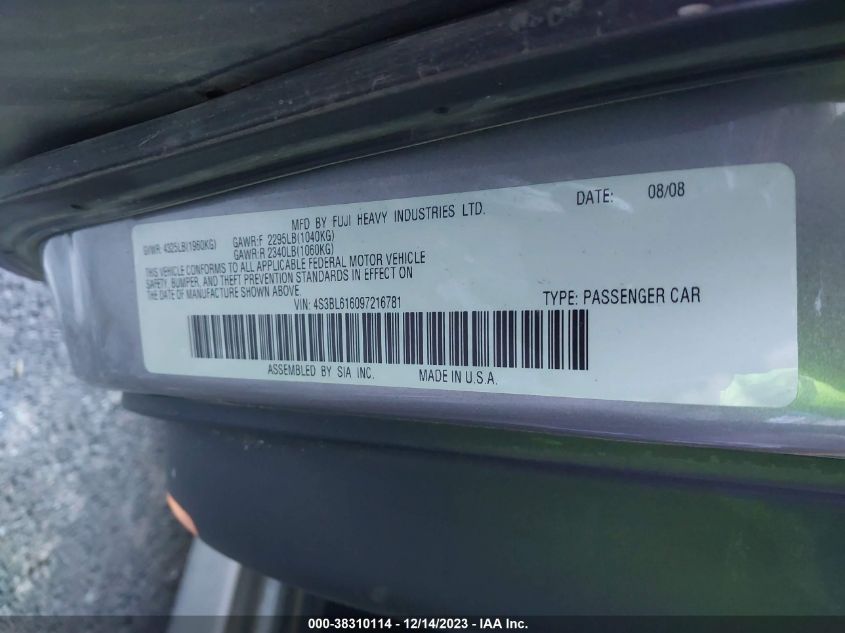 MFD BY FUJI HEAVY INDUSTRIES LTD. DATE: 08/08
GVWR: 4325LB(1960KG) GAWR:F 2295LB(1040KG)
GAWR:R 2340LB(1060KG)
THIS VEHICLE CONFORMS TO ALL APPLICABLE FEDERAL MOTOR VEHICLE
SAFETY, BUMPER, AND THEFT PREVENTION STANDARDS IN EFFECT ON
THE DATE OF MANUFACTURE SHOWN ABOVE.
VIN: 4S3BL616097216781 TYPE: PASSENGER CAR
ASSEMBLED BY SIA INC. MADE IN U.S.A.
000-38310114 - 12/14/2023 - IAA Inc.